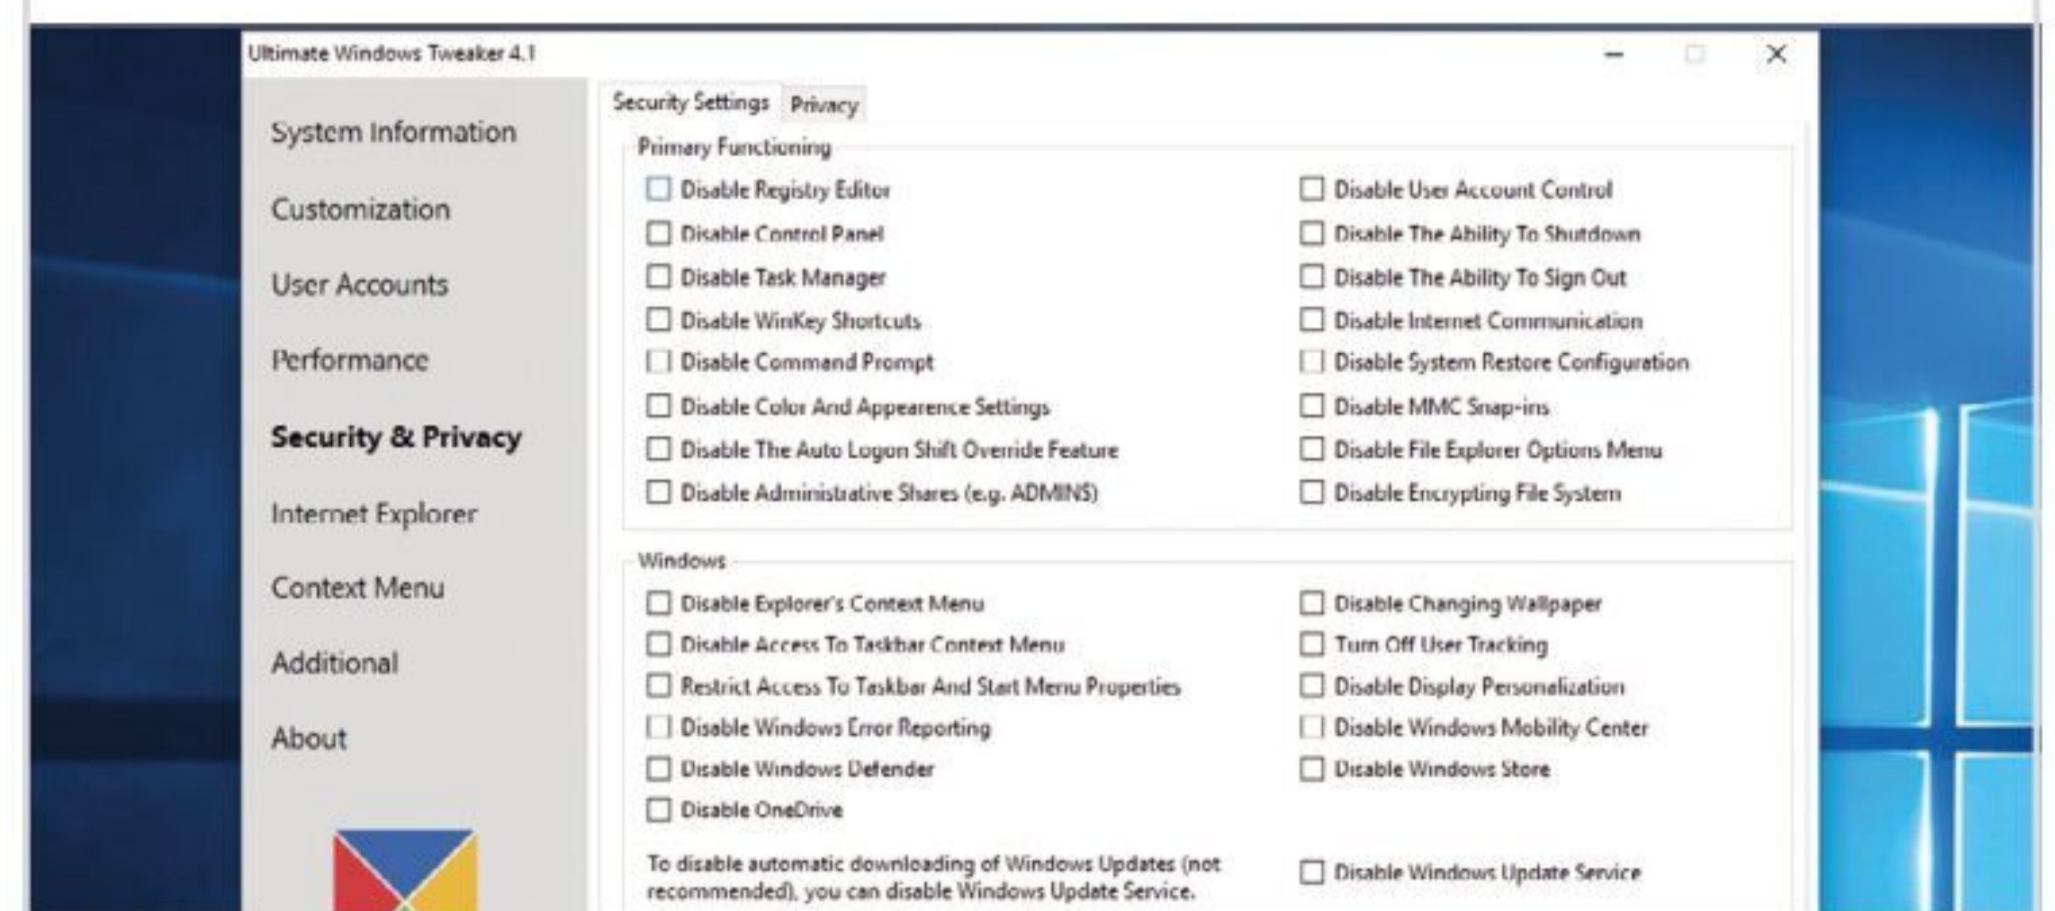 Ultimate Windows Tweaker 4.1
System Information
Customization
User Accounts
Performance
Security & Privacy
Internet Explorer
Context Menu
Additional
About
Security Settings
Privacy
Primary Functioning
Disable Registry Editor
Disable Control Panel
Disable Task Manager
Disable WinKey Shortcuts
Disable Command Prompt
Disable Color And Appearence Settings
Disable The Auto Logon Shift Override Feature
Disable Administrative Shares (e.g. ADMIN$)
Disable User Account Control
Disable The Ability To Shutdown
Disable The Ability To Sign Out
Disable Internet Communication
Disable System Restore Configuration
Disable MMC Snap-ins
Disable File Explorer Options Menu
Disable Encrypting File System
Windows
Disable Explorer's Context Menu
Disable Access To Taskbar Context Menu
Restrict Access To Taskbar And Start Menu Properties
Disable Windows Error Reporting
Disable Windows Defender
Disable OneDrive
Disable Changing Wallpaper
Turn Off User Tracking
Disable Display Personalization
Disable Windows Mobility Center
Disable Windows Store
To disable automatic downloading of Windows Updates (not
recommended), you can disable Windows Update Service.
Disable Windows Update Service